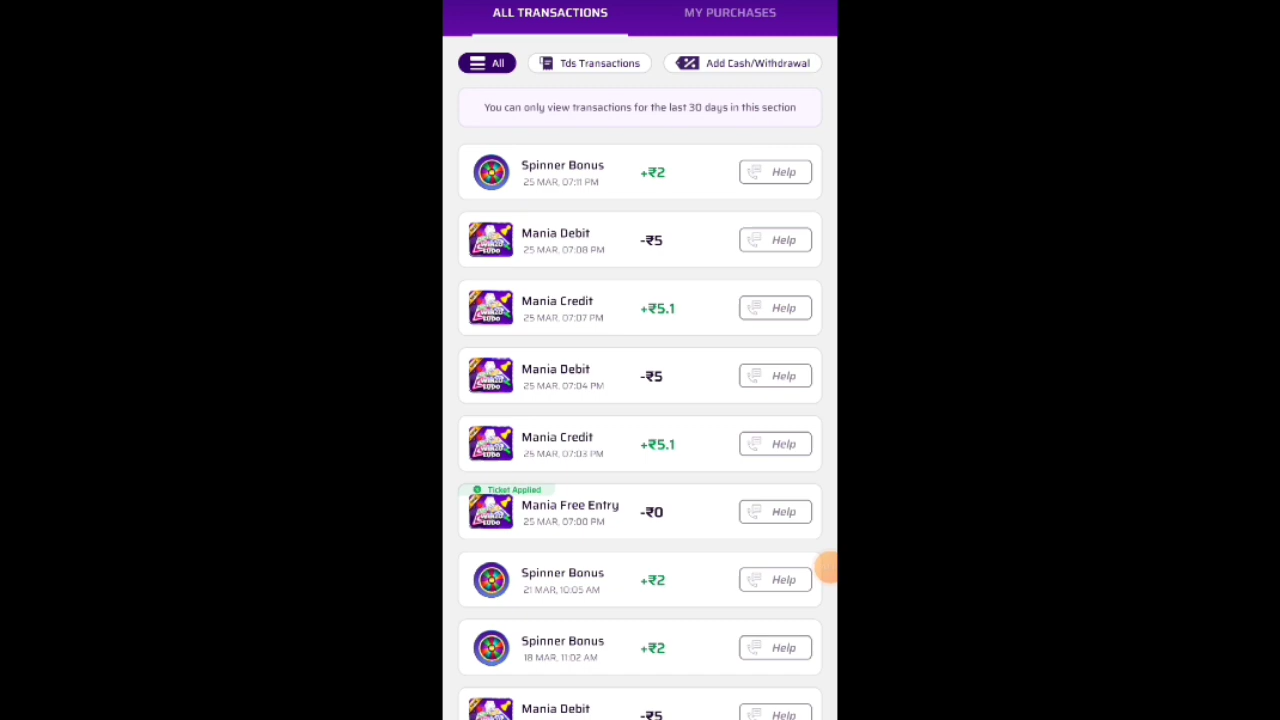 ALL TRANSACTIONS
MY PURCHASES
All
Tds Transactions
Add Cash/Withdrawal
You can only view transactions for the last 30 days in this section
Spinner Bonus
+₹2
Help
25 MAR, 07:11 PM
Mania Debit
-₹5
Help
25 MAR, 07:08 PM
Mania Credit
+₹5.1
Help
25 MAR, 07:07 PM
Mania Debit
-₹5
Help
25 MAR, 07:04 PM
Mania Credit
+₹5.1
Help
25 MAR, 07:03 PM
Ticket Applied
Mania Free Entry
-₹0
Help
25 MAR, 07:00 PM
Spinner Bonus
+₹2
Help
21 MAR, 10:05 AM
Spinner Bonus
+₹2
Help
18 MAR, 11:02 AM
Mania Debit
-₹5
Help